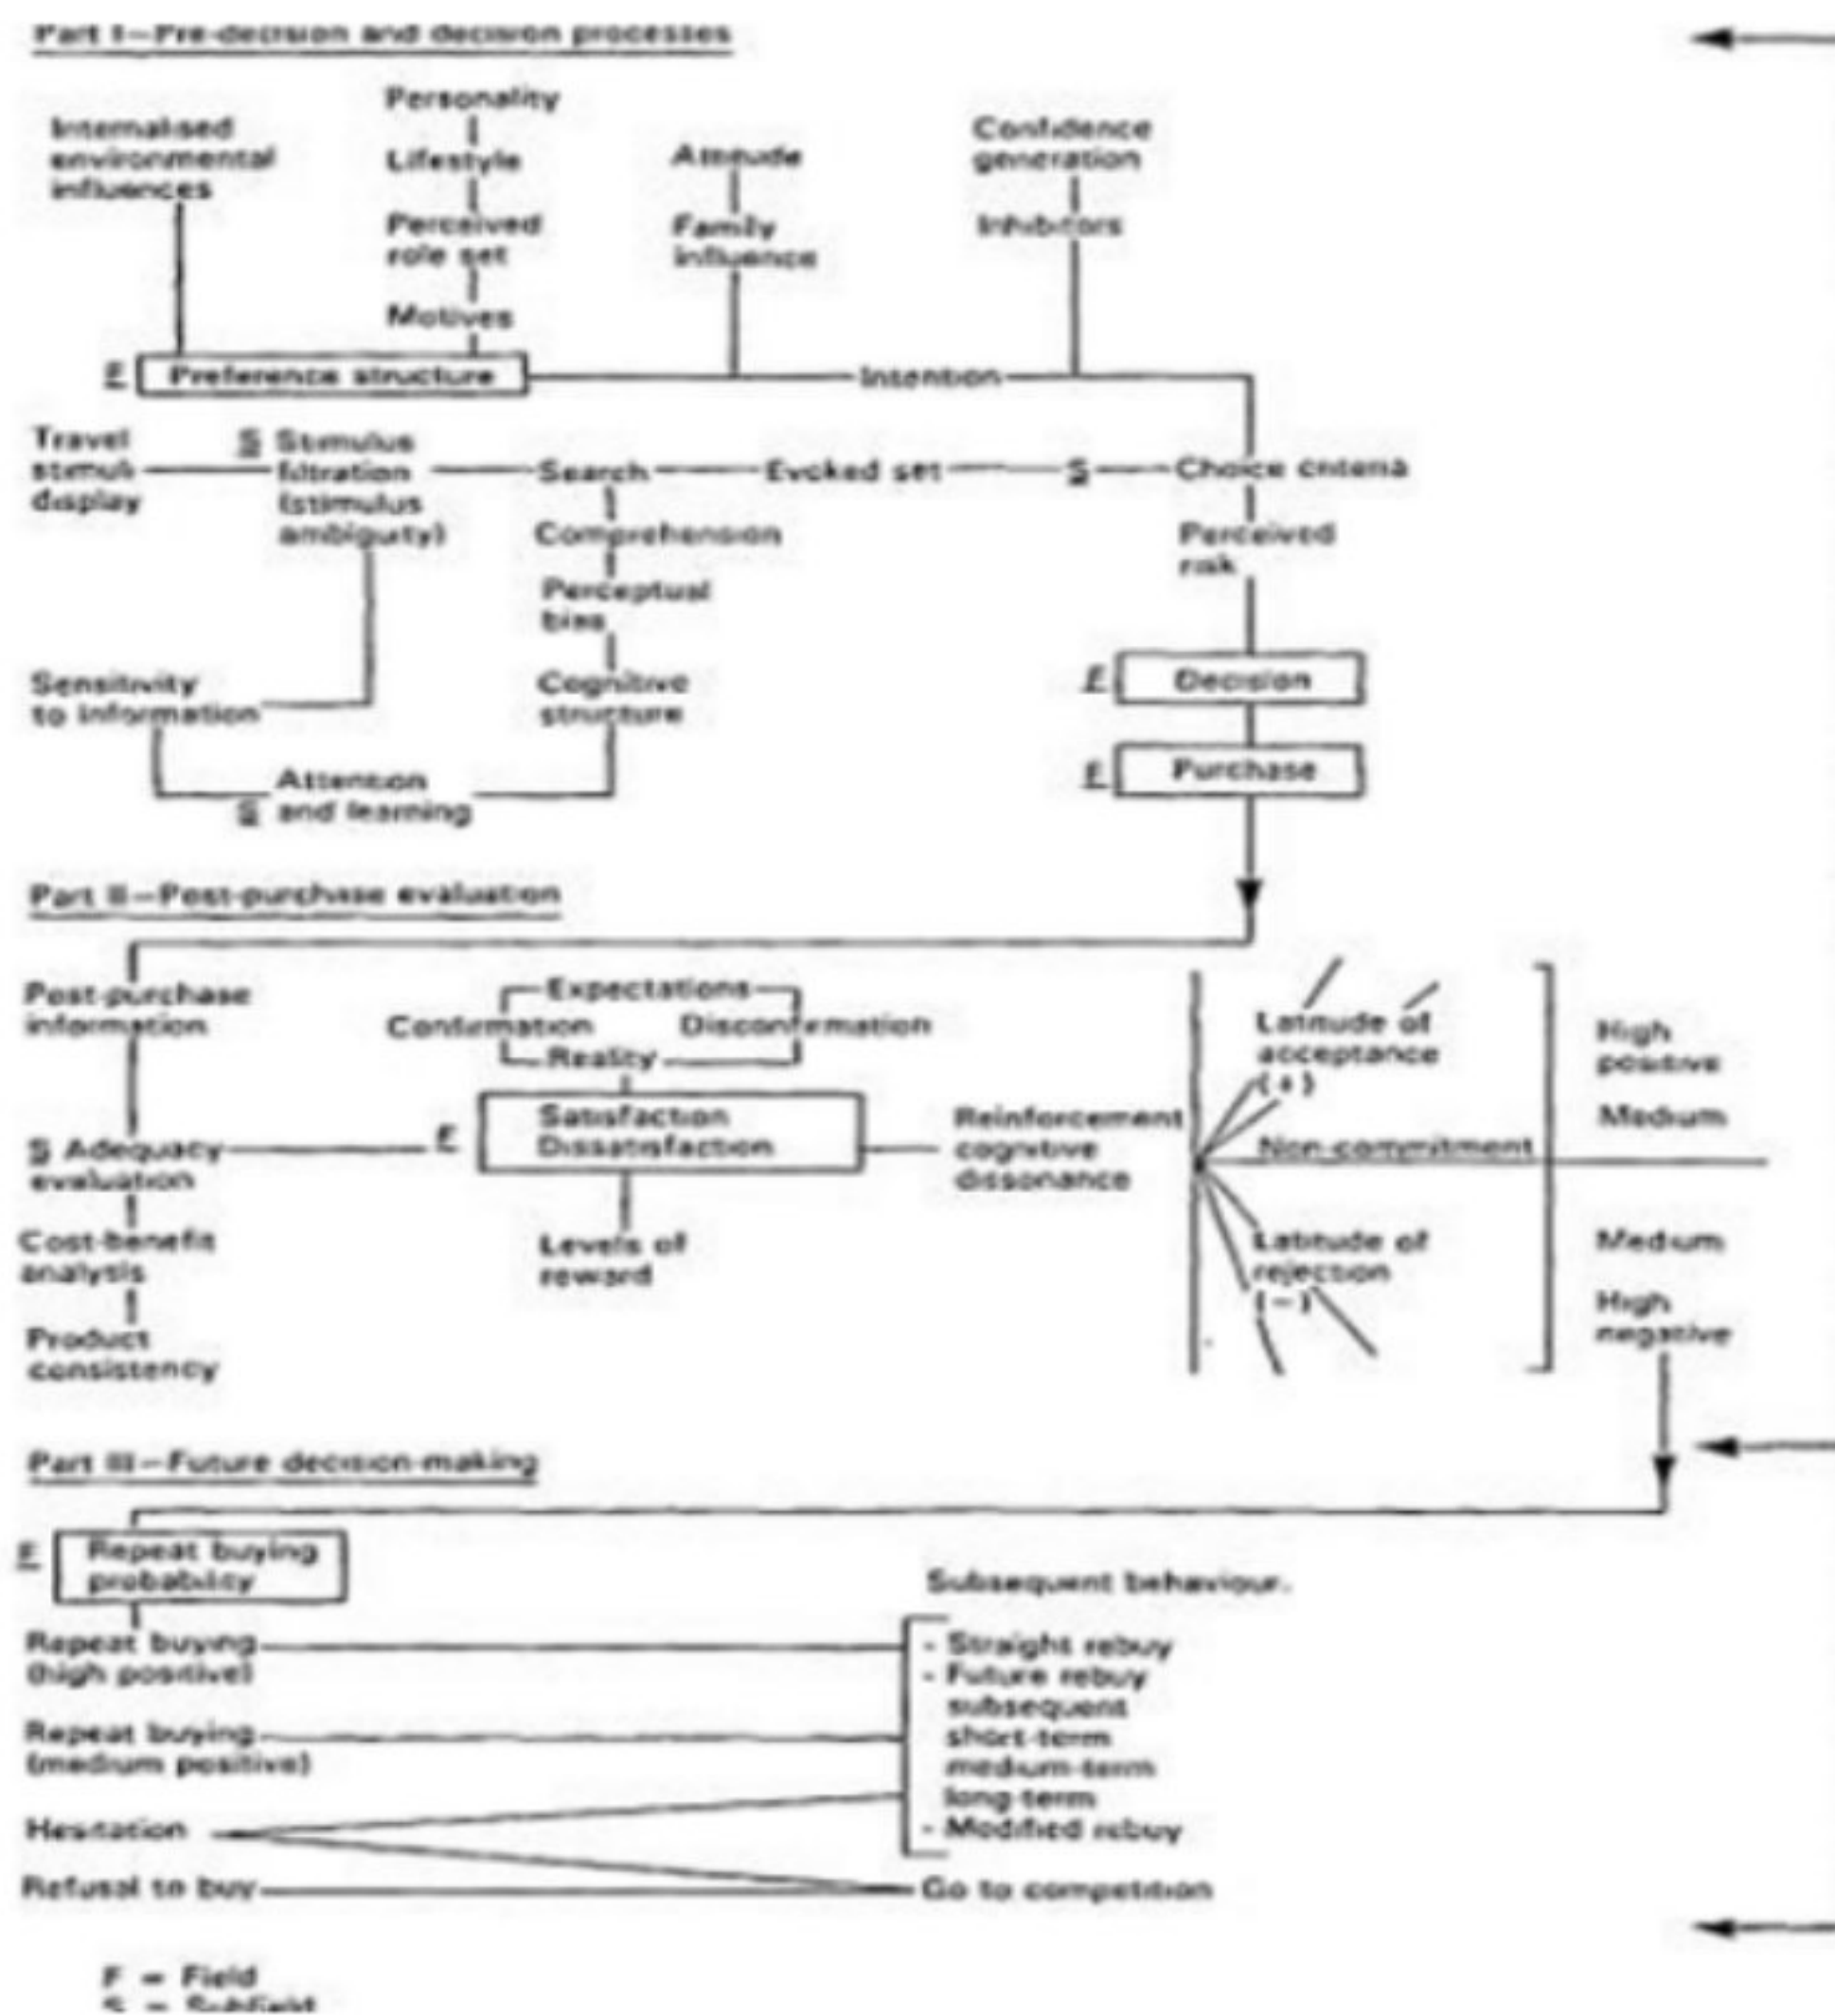 Part I—Pre-decision and decision processes
Personality
Internalised
environmental
influences
Lifestyle
Perceived
role set
Motives
Attitude
Family
influence
Confidence
generation
Inhibitors
F Preference structure
Intention
Travel
stimuli
display
S Stimulus
filtration
(stimulus
ambiguity)
Search
Evoked set
S
Choice criteria
Comprehension
Perceptual
bias
Cognitive
structure
Perceived
risk
Sensitivity
to information
Attention
S and learning
F Decision
F Purchase
Part II—Post-purchase evaluation
Post-purchase
information
Expectations
Confirmation Disconfirmation
Reality
S Adequacy
evaluation
F Satisfaction
Dissatisfaction
Reinforcement
cognitive
dissonance
Latitude of
acceptance
(+)
Non-commitment
Latitude of
rejection
(−)
High
positive
Medium
Medium
High
negative
Cost-benefit
analysis
Product
consistency
Levels of
reward
Part III—Future decision-making
F Repeat buying
probability
Subsequent behaviour.
Repeat buying
(high positive)
Repeat buying
(medium positive)
Hesitation
Refusal to buy
- Straight rebuy
- Future rebuy
subsequent
short-term
medium-term
long-term
- Modified rebuy
Go to competition
F = Field
S = Subfield